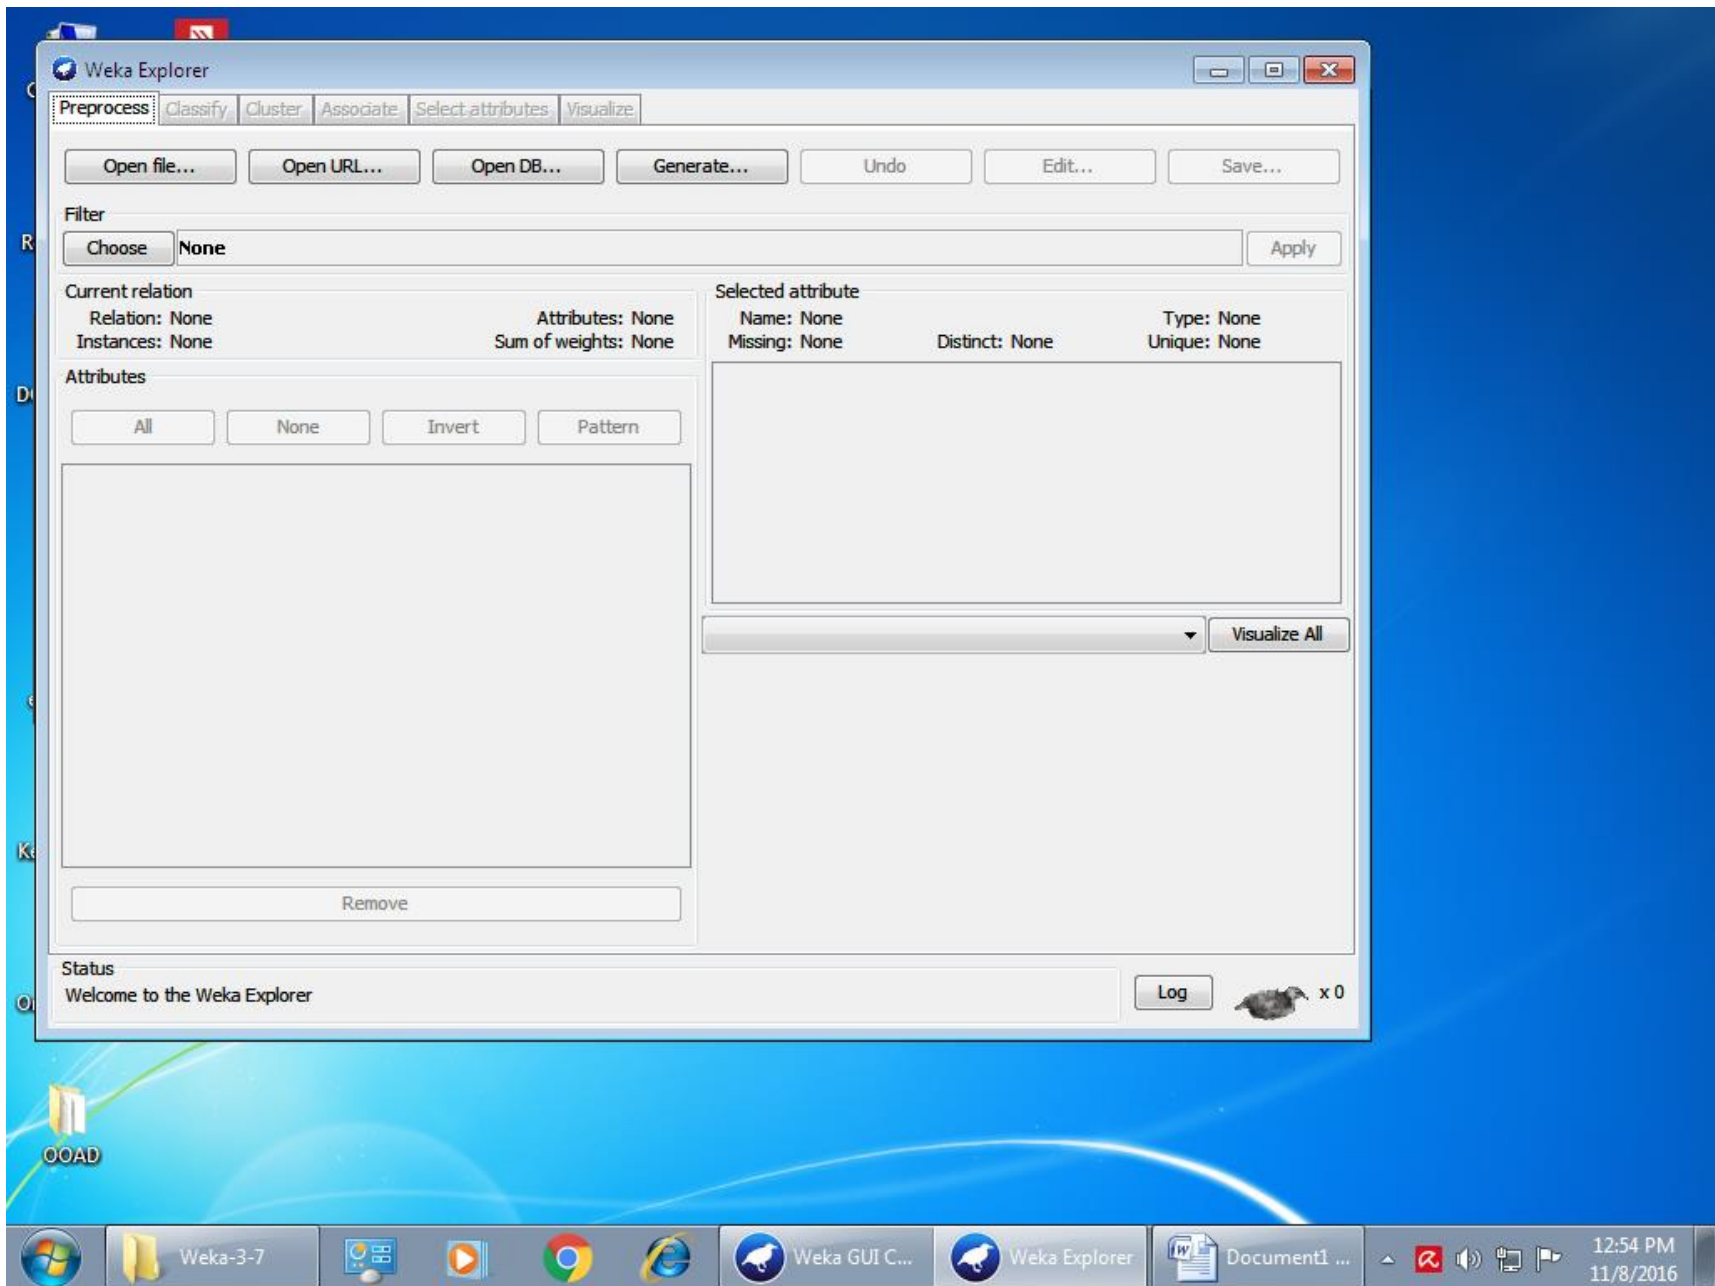 Weka Explorer
Preprocess Classify Cluster Associate Select attributes Visualize
Open file... Open URL... Open DB... Generate... Undo Edit... Save...
Filter
Choose None Apply
Current relation
Relation: None Attributes: None
Instances: None Sum of weights: None
Selected attribute
Name: None Type: None
Missing: None Distinct: None Unique: None
Attributes
All None Invert Pattern
Visualize All
Remove
Status
Welcome to the Weka Explorer
Log x 0
OOAD
Weka-3-7 Weka GUI C... Weka Explorer Document1 ... 12:54 PM
11/8/2016